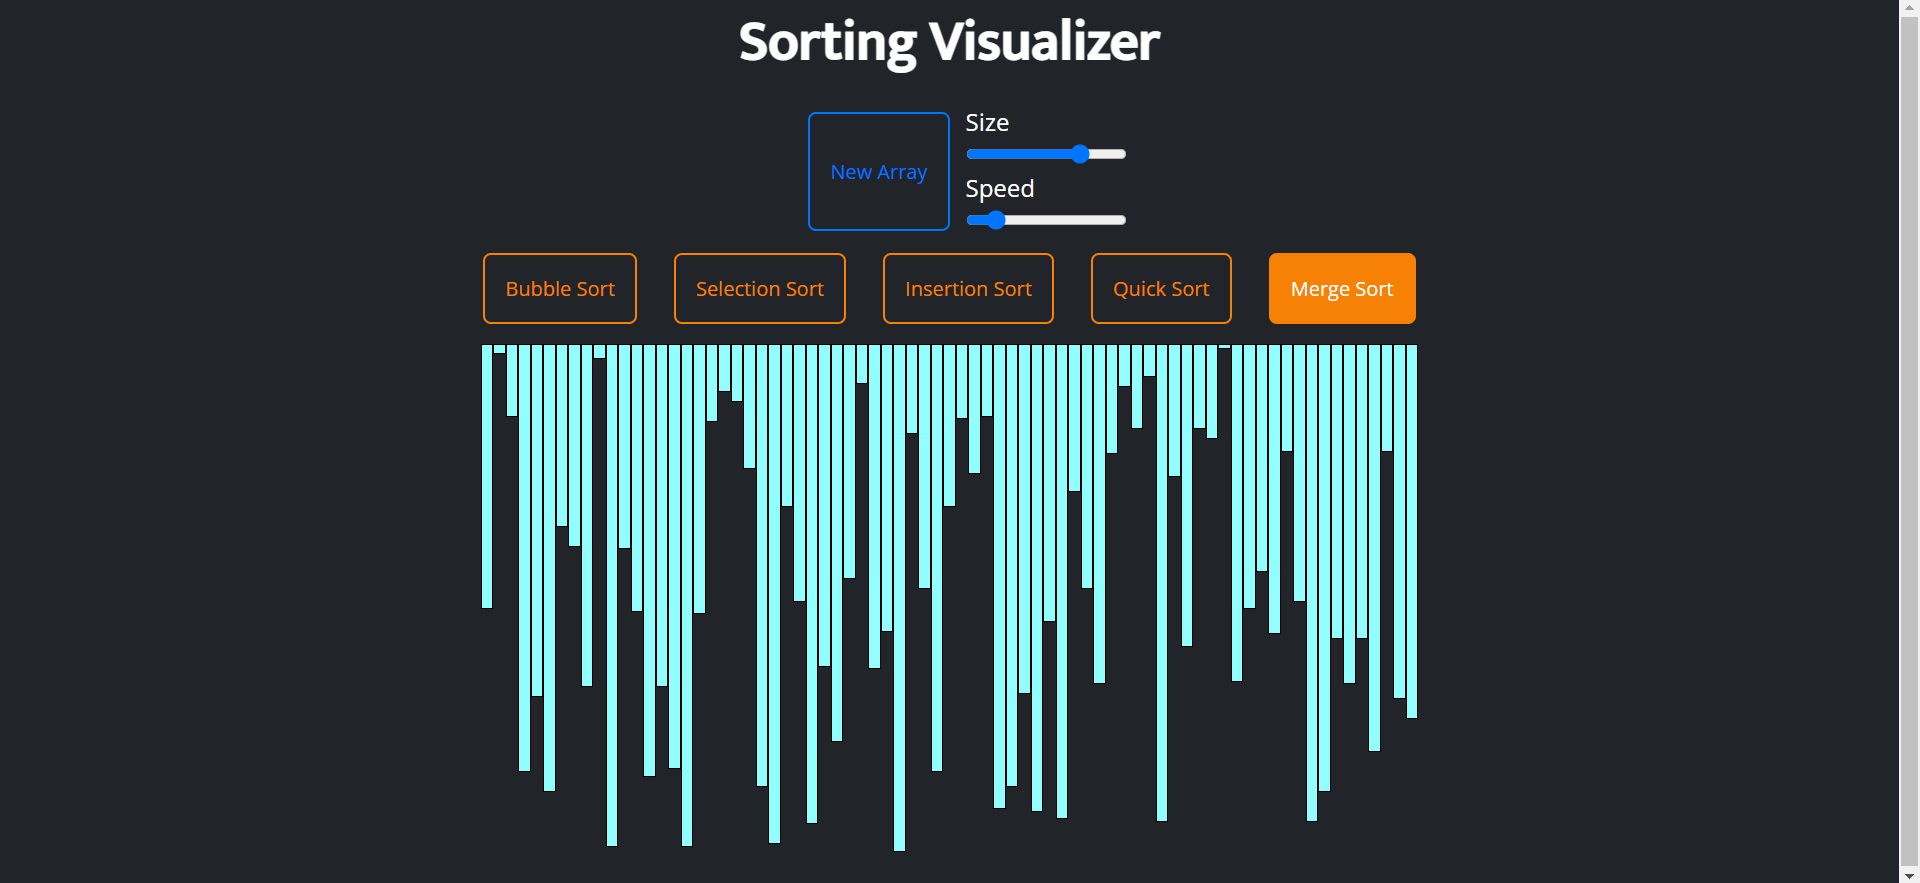 Sorting Visualizer
New Array
Size
Speed
Bubble Sort
Selection Sort
Insertion Sort
Quick Sort
Merge Sort